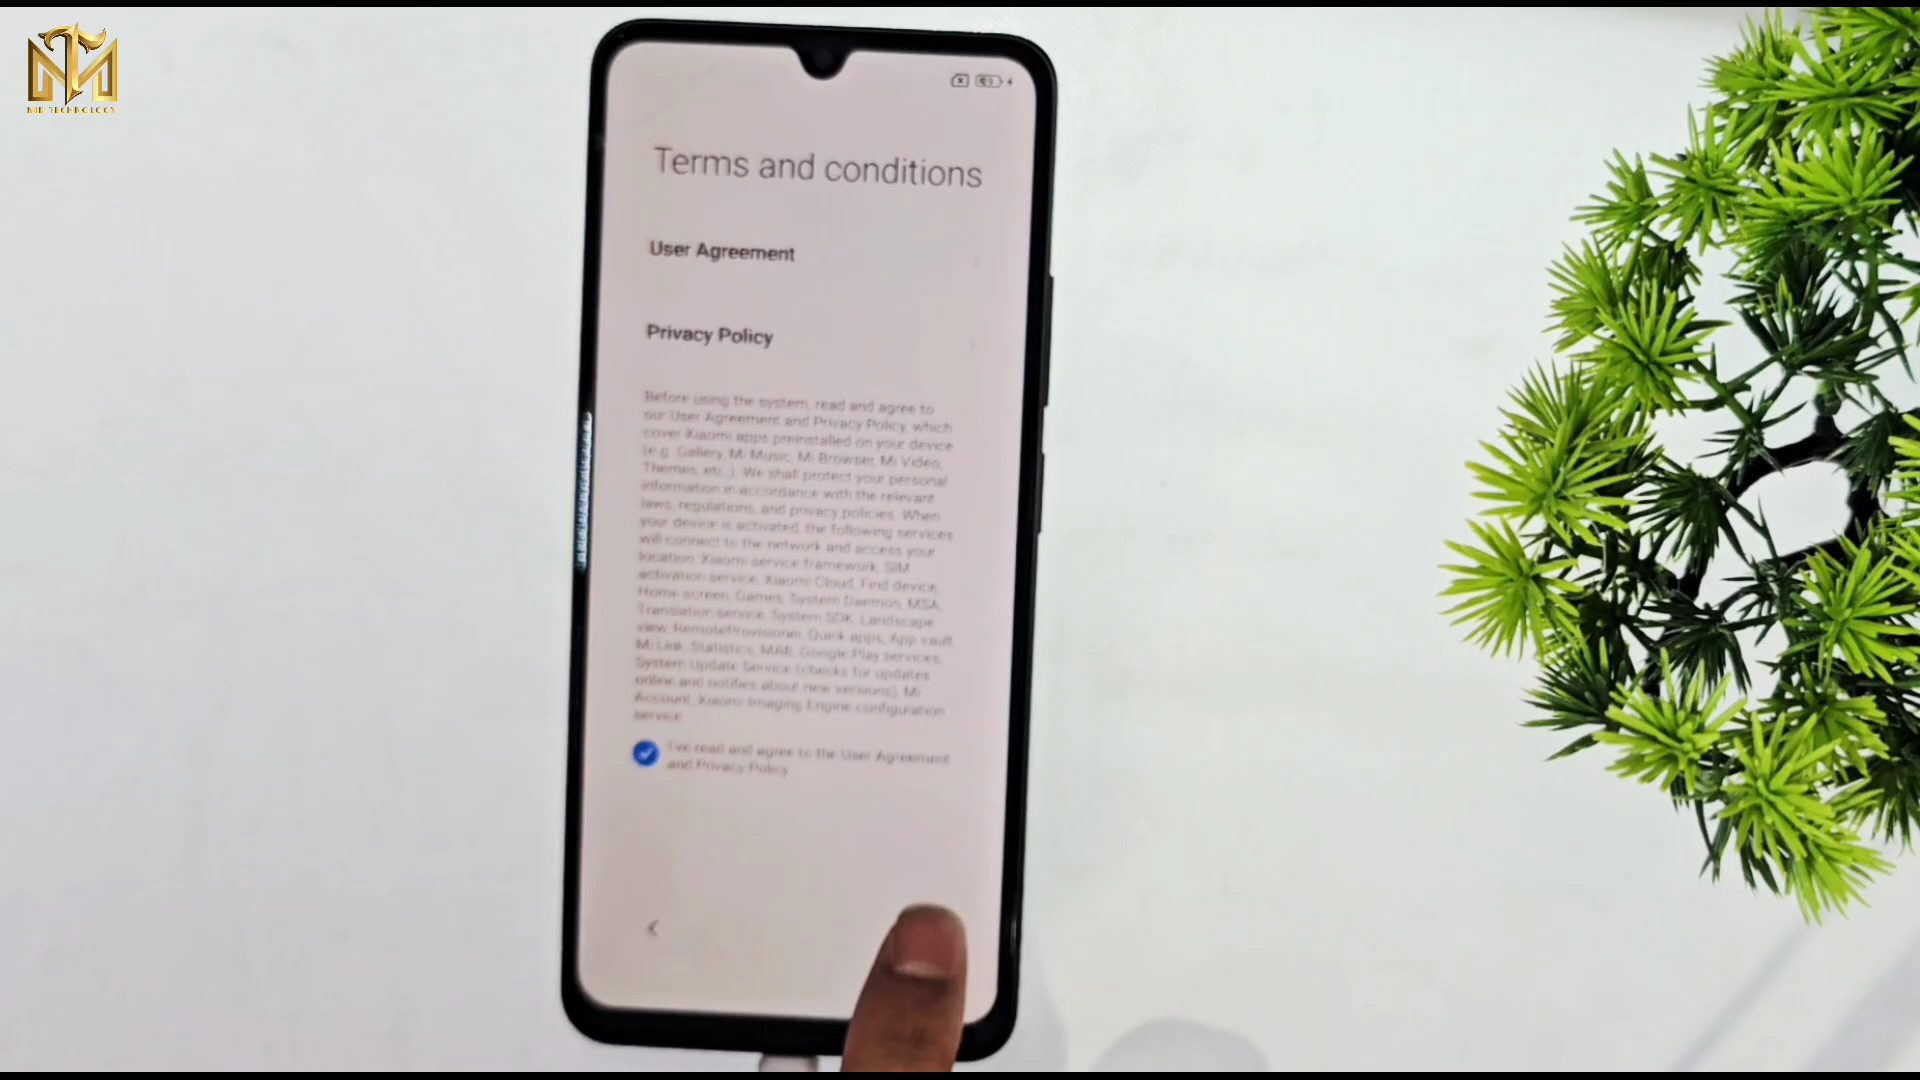 MIR TECHNOLOGY
Terms and conditions
User Agreement
Privacy Policy
Before using the system, read and agree to
our User Agreement and Privacy Policy, which
cover Xiaomi apps preinstalled on your device
(e.g. Gallery, Mi Music, Mi Browser, Mi Video,
Themes, etc.). We shall protect your personal
information in accordance with the relevant
laws, regulations, and privacy policies. When
your device is activated, the following services
will connect to the network and access your
location: Xiaomi service framework, SIM
activation service, Xiaomi Cloud, Find device,
Home screen, Games, System Daemon, MSA,
Translation service, System SDK, Landscape
view, RemoteProvisioner, Quick apps, App vault,
Mi Link, Statistics, MAB, Google Play services,
System Update Service (checks for updates
online and notifies about new versions), Mi
Account, Xiaomi Imaging Engine configuration
service
I've read and agree to the User Agreement
and Privacy Policy